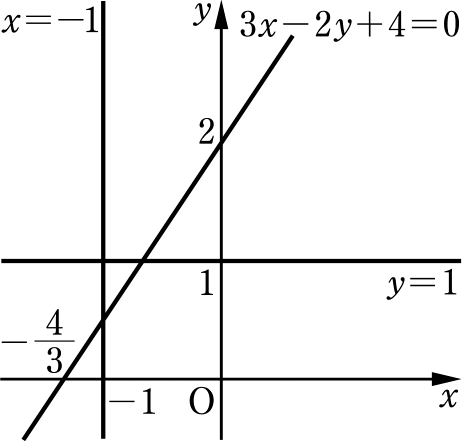 x=-1
y
3x-2y+4=0
2
1
y=1
-4/3
-1
O
x